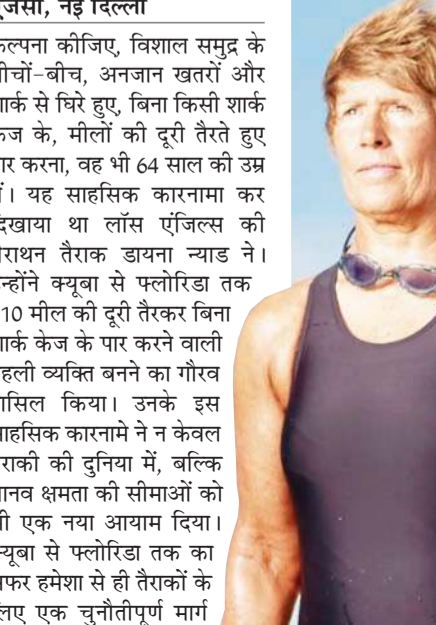 एजेंसी, नई दिल्ली
कल्पना कीजिए, विशाल समुद्र के
बीचों-बीच, अनजान खतरों और
शार्क से घिरे हुए, बिना किसी शार्क
केज के, मीलों की दूरी तैरते हुए
पार करना, वह भी 64 साल की उम्र
में। यह साहसिक कारनामा कर
दिखाया था लॉस एंजिल्स की
मैराथन तैराक डायना न्याड ने।
उन्होंने क्यूबा से फ्लोरिडा तक
10 मील की दूरी तैरकर बिना
शार्क केज के पार करने वाली
पहली व्यक्ति बनने का गौरव
हासिल किया। उनके इस
साहसिक कारनामे ने न केवल
तैराकी की दुनिया में, बल्कि
मानव क्षमता की सीमाओं को
भी एक नया आयाम दिया।
क्यूबा से फ्लोरिडा तक का
सफर हमेशा से ही तैराकों के
लिए एक चुनौतीपूर्ण मार्ग